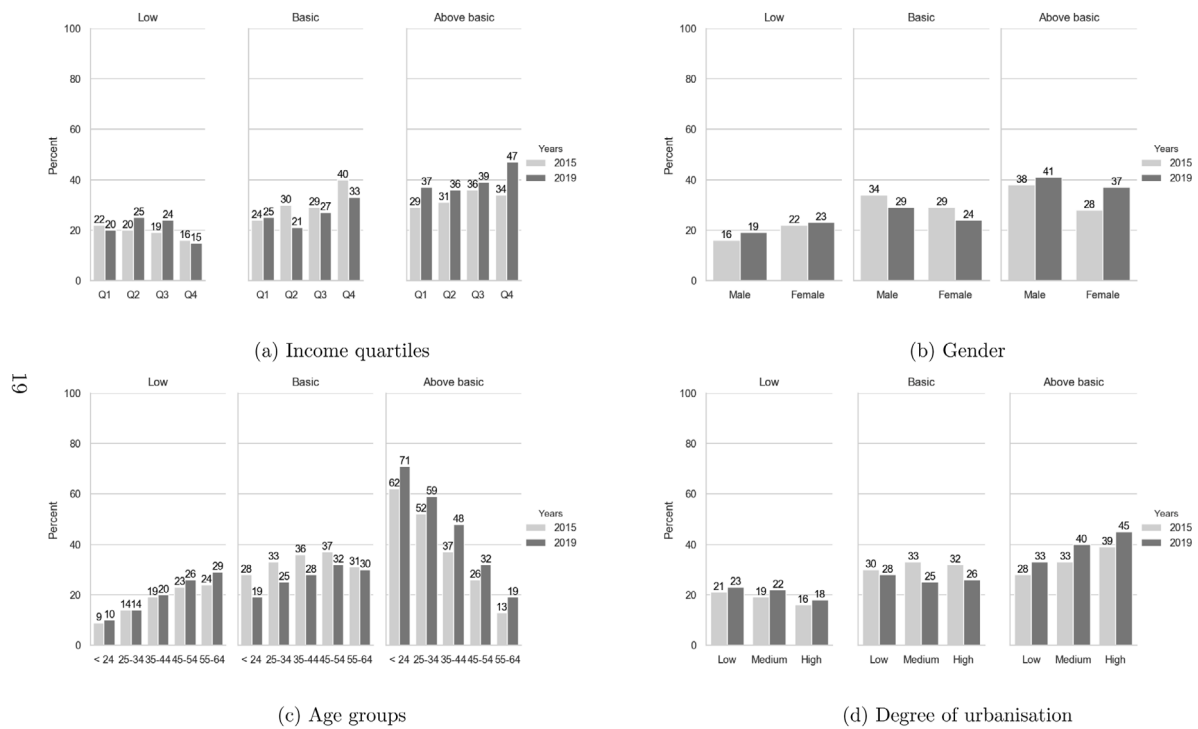 Low Basic Above basic
100
80
60
40
20
0
Percent
22 20 20 25 19 24 16 15
24 25 30 21 29 27 40 33
29 37 31 36 36 39 34 47
Q1 Q2 Q3 Q4 Q1 Q2 Q3 Q4 Q1 Q2 Q3 Q4
Years
2015
2019
(a) Income quartiles
Low Basic Above basic
100
80
60
40
20
0
Percent
16 19 22 23
34 29 29 24
38 41 28 37
Male Female Male Female Male Female
(b) Gender
19
Low Basic Above basic
100
80
60
40
20
0
Percent
9 10 14 14 19 20 23 26 24 29
28 19 33 25 36 28 37 32 31 30
62 71 52 59 37 48 26 32 13 19
< 24 25-34 35-44 45-54 55-64 < 24 25-34 35-44 45-54 55-64 < 24 25-34 35-44 45-54 55-64
Years
2015
2019
(c) Age groups
Low Basic Above basic
100
80
60
40
20
0
Percent
21 23 19 22 16 18
30 28 33 25 32 26
28 33 33 40 39 45
Low Medium High Low Medium High Low Medium High
(d) Degree of urbanisation
Years
2015
2019
Years
2015
2019